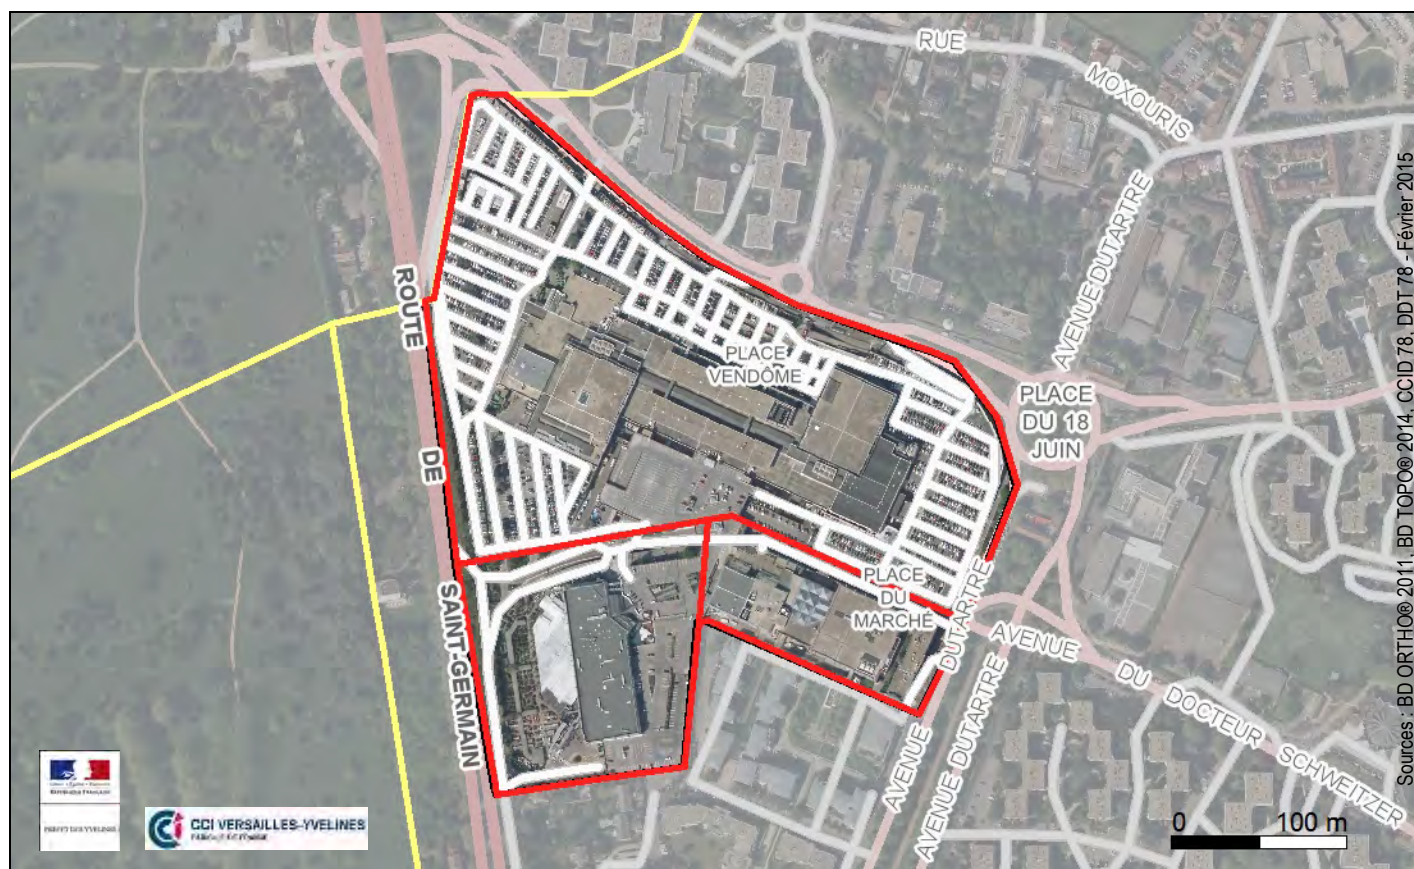 RUE
MOXOURIS
AVENUE DUTARTRE
ROUTE
DE
SAINT-GERMAIN
PLACE
VENDÔME
PLACE
DU 18
JUIN
PLACE
DU
MARCHÉ
DUTARTRE
AVENUE
AVENUE DUTARTRE
AVENUE DU DOCTEUR SCHWEITZER
CCI VERSAILLES-YVELINES
0 100 m
Sources : BD ORTHO® 2011, BD TOPO® 2014, CCID 78, DDT 78 - Février 2015